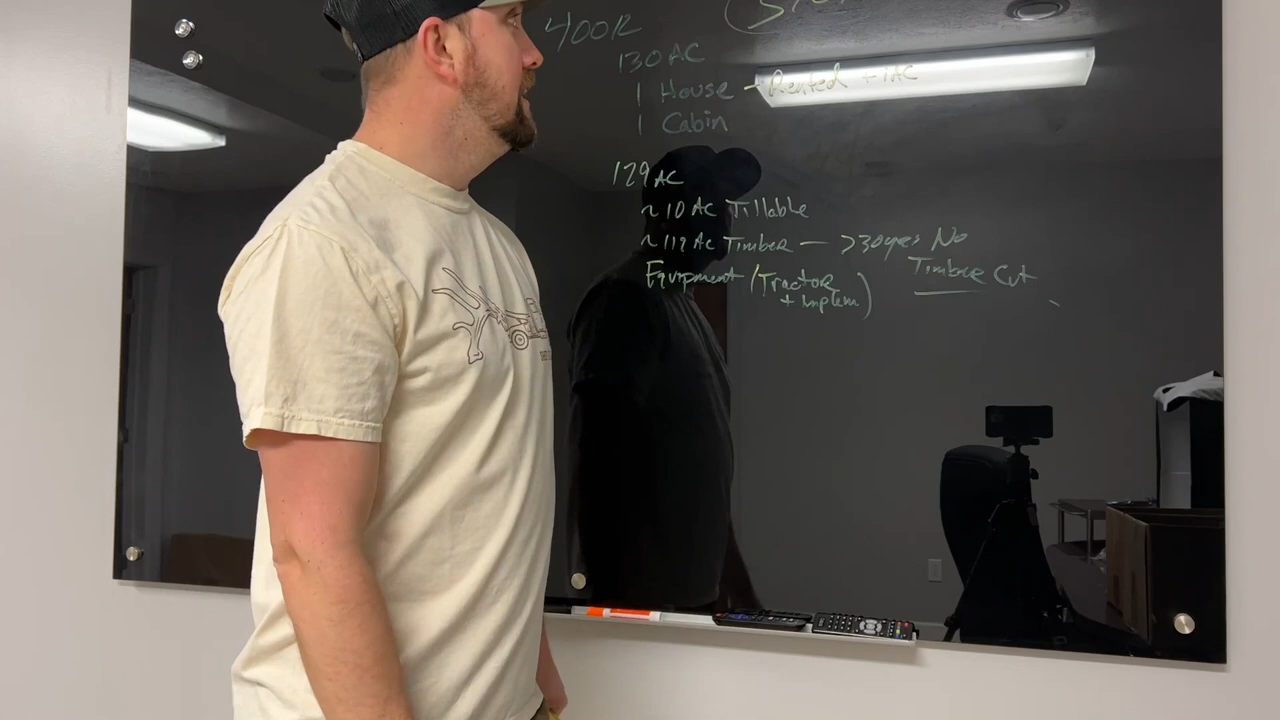 400K
130 AC
1 House → Rented + 1AC
1 Cabin
129 AC
~ 10 AC Tillable
~ 119 AC Timber — >30yrs No
Timber Cut
Equipment (Tractor
+ Implem)